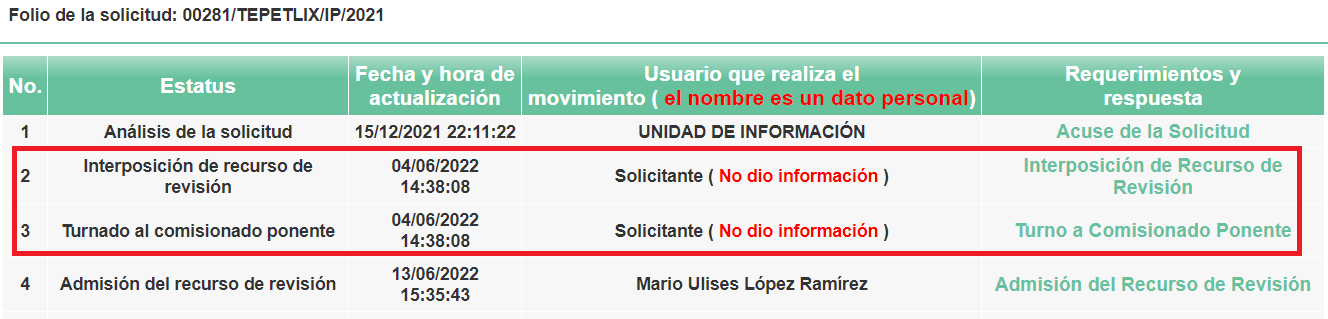 Folio de la solicitud: 00281/TEPETLIX/IP/2021
No. Estatus Fecha y hora de actualización Usuario que realiza el movimiento ( el nombre es un dato personal) Requerimientos y respuesta
1 Análisis de la solicitud 15/12/2021 22:11:22 UNIDAD DE INFORMACIÓN Acuse de la Solicitud
2 Interposición de recurso de revisión 04/06/2022 14:38:08 Solicitante ( No dio información ) Interposición de Recurso de Revisión
3 Turnado al comisionado ponente 04/06/2022 14:38:08 Solicitante ( No dio información ) Turno a Comisionado Ponente
4 Admisión del recurso de revisión 13/06/2022 15:35:43 Mario Ulises López Ramírez Admisión del Recurso de Revisión